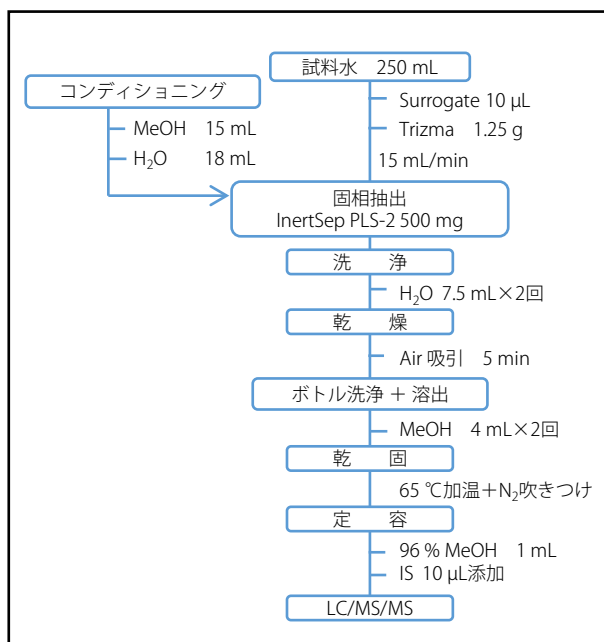 試料水 250 mL
コンディショニング
Surrogate 10 µL
MeOH 15 mL
Trizma 1.25 g
H₂O 18 mL
15 mL/min
固相抽出
InertSep PLS-2 500 mg
洗 浄
H₂O 7.5 mL×2回
乾 燥
Air 吸引 5 min
ボトル洗浄 + 溶出
MeOH 4 mL×2回
乾 固
65 ℃加温+N₂吹きつけ
定 容
96 % MeOH 1 mL
IS 10 µL添加
LC/MS/MS